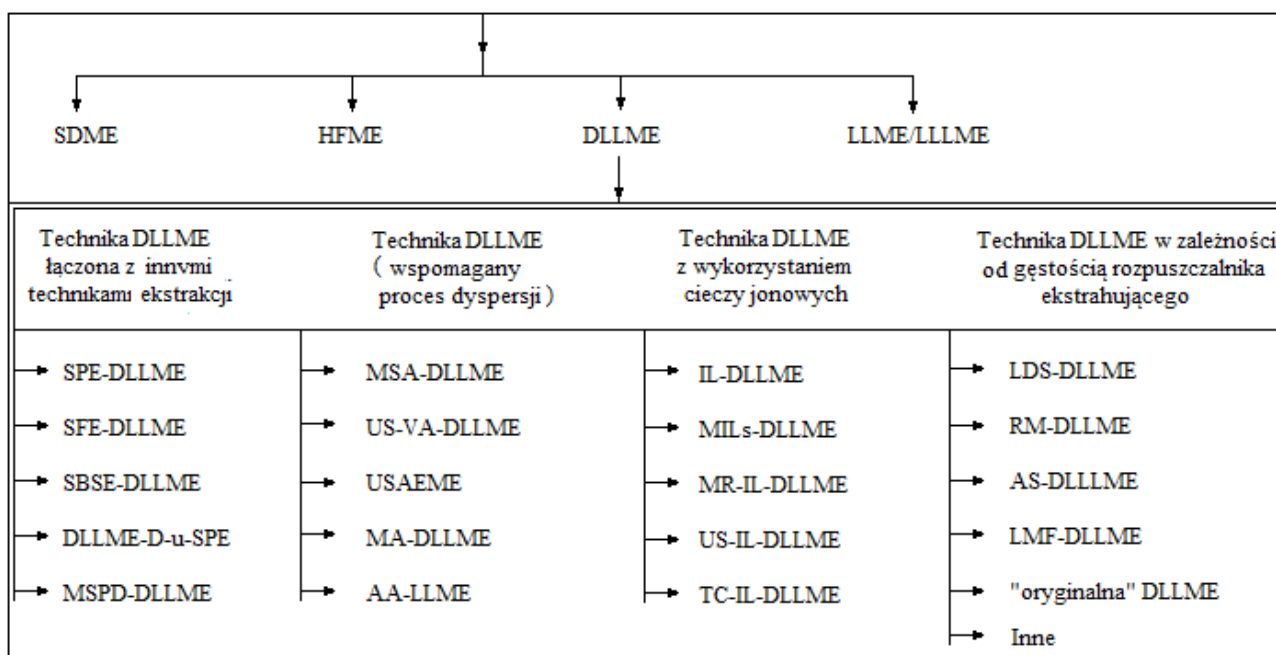 SDME
HFME
DLLME
LLME/LLLME
Technika DLLME
łączona z innvmi
technikami ekstrakcji
Technika DLLME
( wspomagany
proces dyspersji )
Technika DLLME
z wykorzystaniem
cieczy jonowych
Technika DLLME w zależności
od gęstością rozpuszczalnika
ekstrahującego
SPE-DLLME
SFE-DLLME
SBSE-DLLME
DLLME-D-u-SPE
MSPD-DLLME
MSA-DLLME
US-VA-DLLME
USAEME
MA-DLLME
AA-LLME
IL-DLLME
MILs-DLLME
MR-IL-DLLME
US-IL-DLLME
TC-IL-DLLME
LDS-DLLME
RM-DLLME
AS-DLLLME
LMF-DLLME
"oryginalna" DLLME
Inne